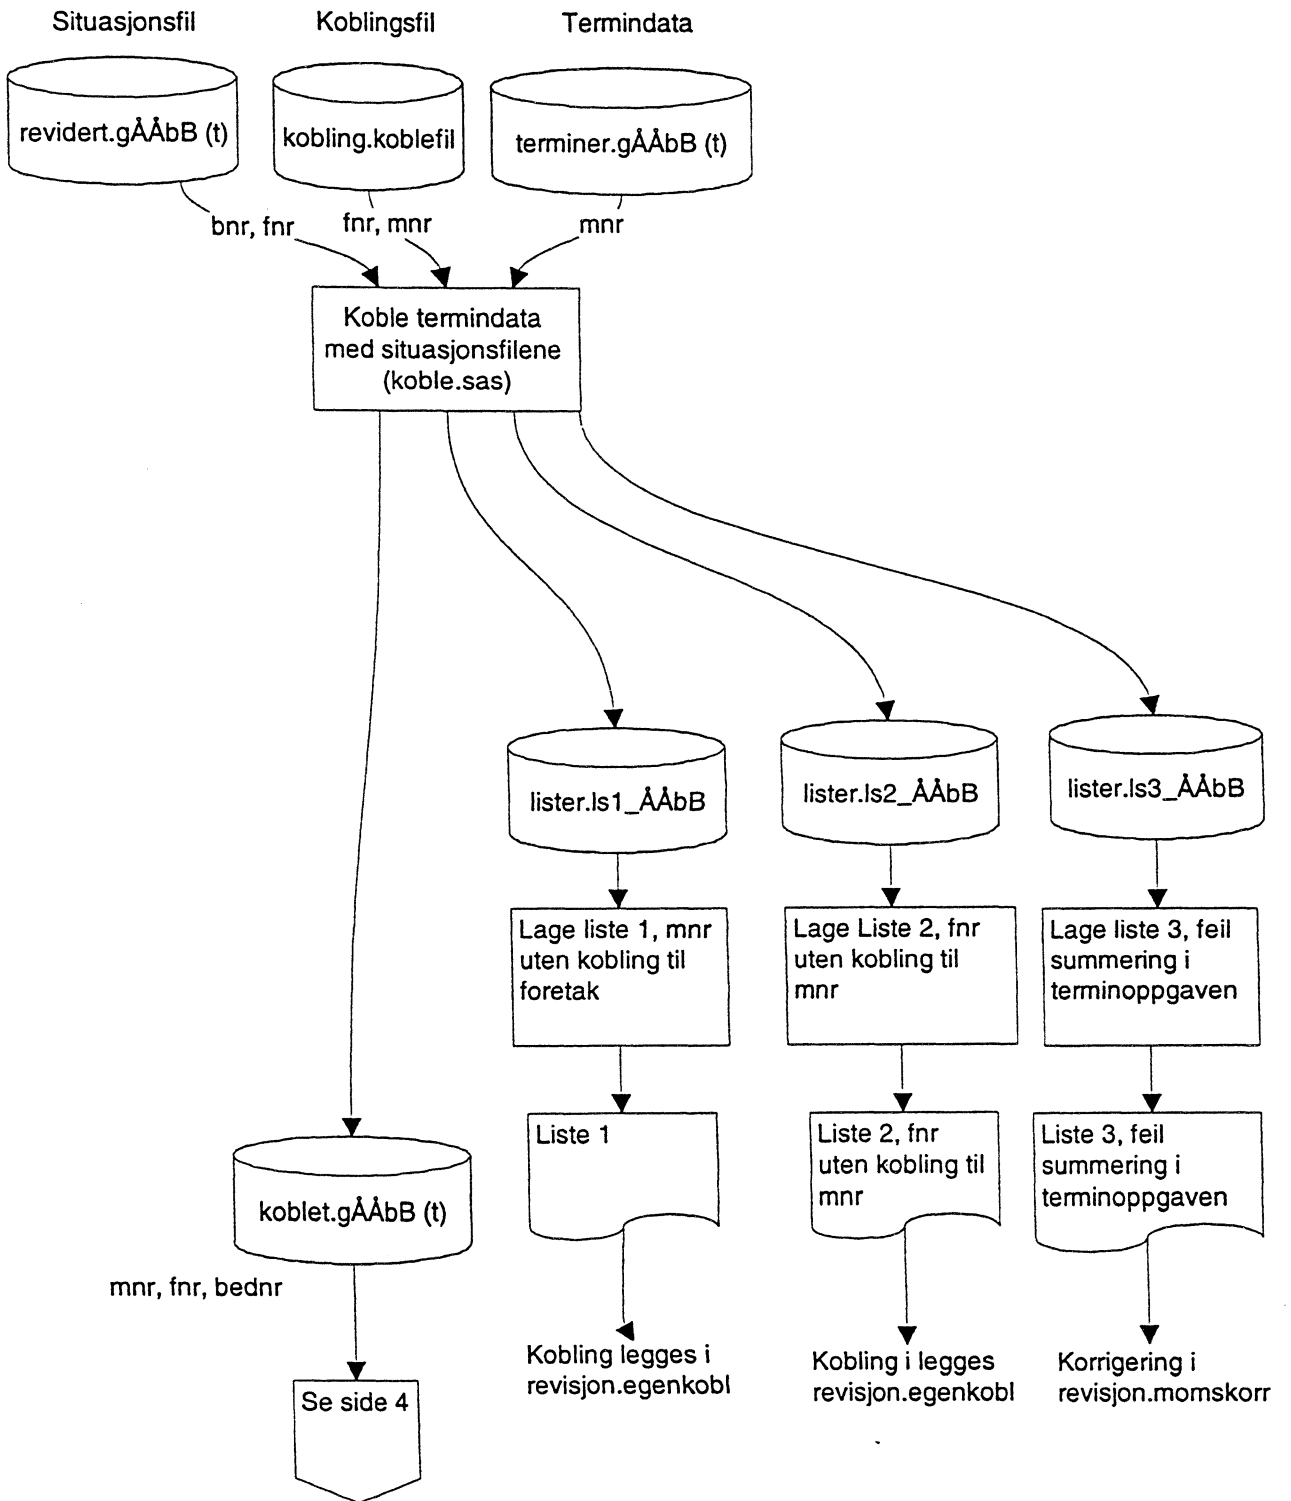 Situasjonsfil
Koblingsfil
Termindata
revidert.gÅÅbB (t)
kobling.koblefil
terminer.gÅÅbB (t)
bnr, fnr
fnr, mnr
mnr
Koble termindata
med situasjonsfilene
(koble.sas)
lister.ls1_ÅÅbB
lister.ls2_ÅÅbB
lister.ls3_ÅÅbB
Lage liste 1, mnr
uten kobling til
foretak
Lage Liste 2, fnr
uten kobling til
mnr
Lage liste 3, feil
summering i
terminoppgaven
Liste 1
Liste 2, fnr
uten kobling til
mnr
Liste 3, feil
summering i
terminoppgaven
koblet.gÅÅbB (t)
mnr, fnr, bednr
Kobling legges i
revisjon.egenkobl
Kobling i legges
revisjon.egenkobl
Korrigering i
revisjon.momskorr
Se side 4